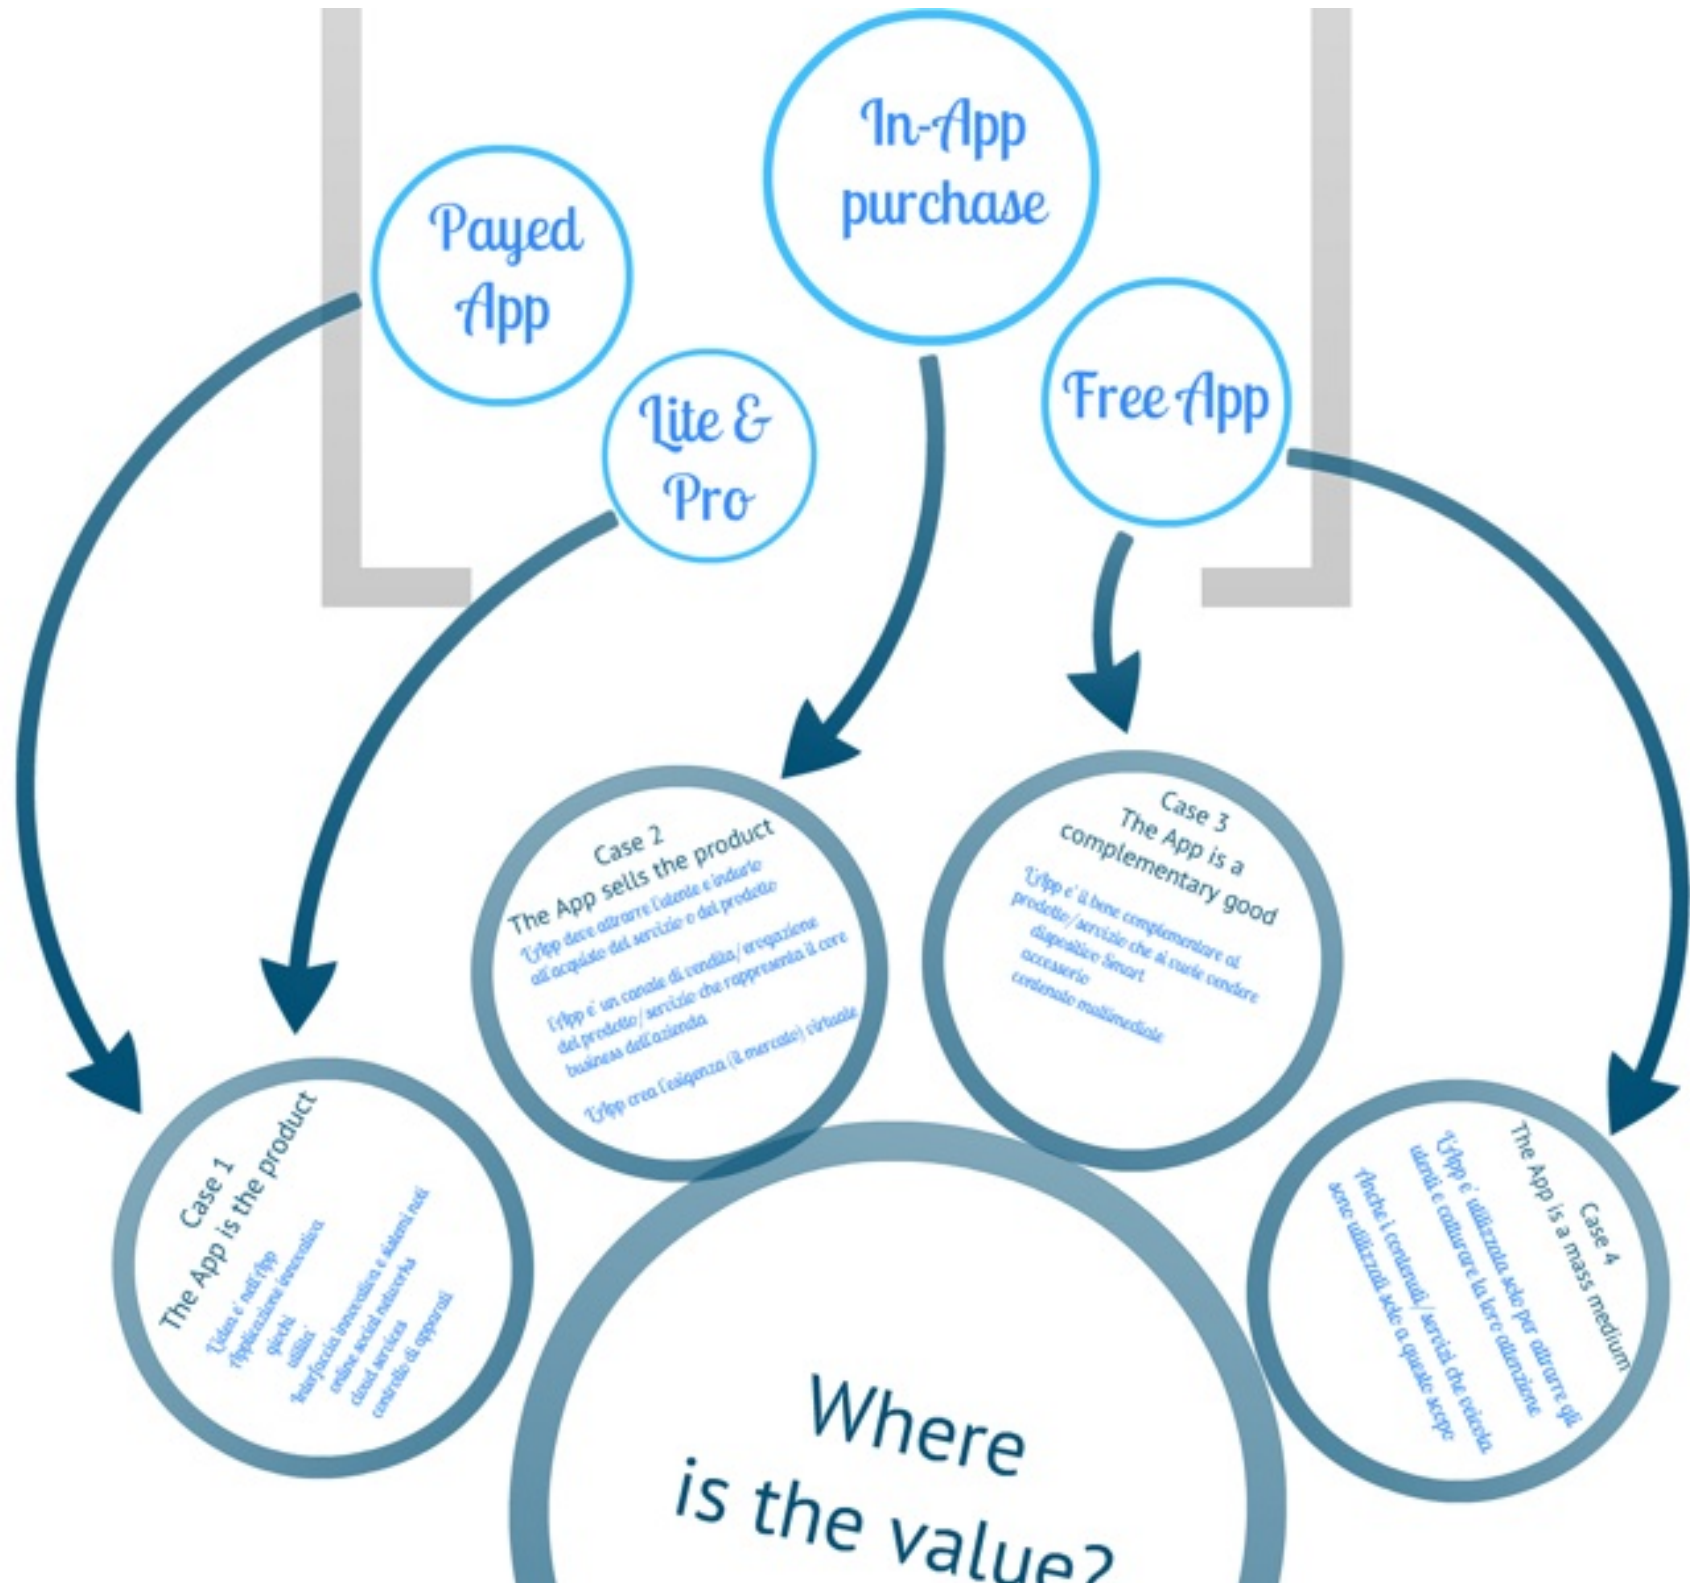 In-App
purchase
Payed
App
Free App
Lite &
Pro
Case 2
The App sells the product
L'App deve attrarre l'utente e indurlo
all'acquisto del servizio o del prodotto
L'App e' un canale di vendita/erogazione
del prodotto/servizio che rappresenta il core
business dell'azienda
L'App crea l'esigenza (il mercato) virtuale
Case 3
The App is a
complementary good
L'App e' il bene complementare al
prodotto/servizio che si vuole vendere
dispositivo Smart
accessorio
contenuto multimediale
Case 1
The App is the product
L'idea e' nell'App
Applicazione innovativa
giochi
utilita'
Interfaccia innovativa e sistemi noti
online social networks
cloud services
controllo di apparati
Case 4
The App is a mass medium
L'App e' utilizzata solo per attrarre gli
utenti e catturare la loro attenzione.
Anche i contenuti/servizi che veicola
sono utilizzati solo a questo scopo
Where
is the value?